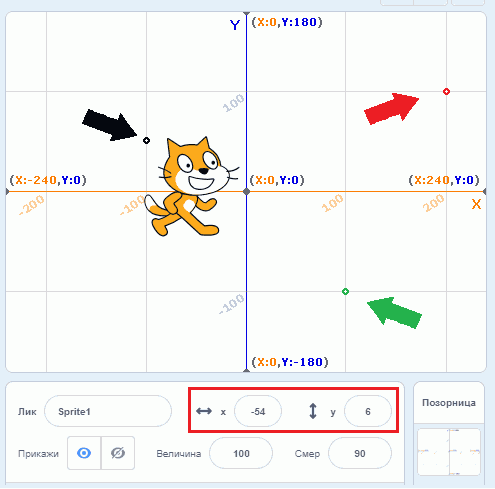 Y
(X:0,Y:180)
100
(X:-240,Y:0)
(X:0,Y:0)
(X:240,Y:0)
-200
-100
100
200
X
-100
(X:0,Y:-180)
Лик
Sprite1
x
-54
y
6
Прикажи
Величина
100
Смер
90
Позорница